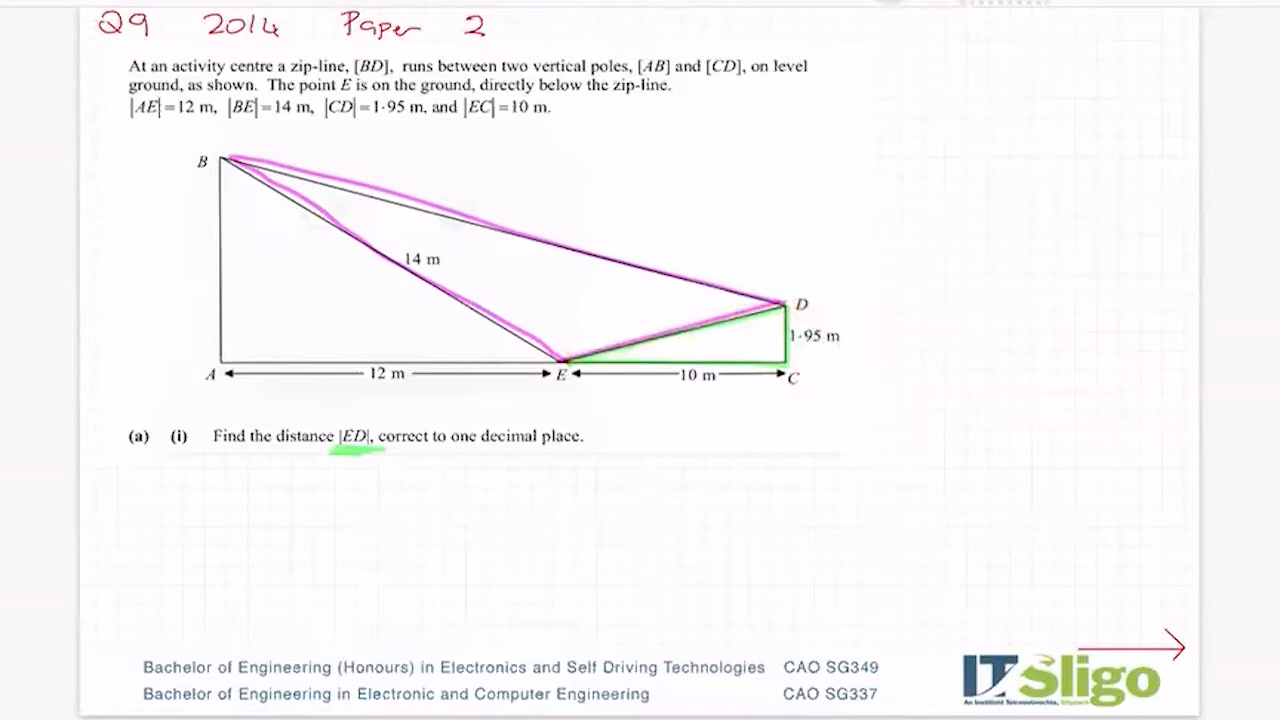 Q9 2014 Paper 2
At an activity centre a zip-line, [BD], runs between two vertical poles, [AB] and [CD], on level
ground, as shown. The point E is on the ground, directly below the zip-line.
|AE|=12 m, |BE|=14 m, |CD|=1·95 m, and |EC|=10 m.
B
14 m
D
1·95 m
A
12 m
E
10 m
C
(a) (i) Find the distance |ED|, correct to one decimal place.
Bachelor of Engineering (Honours) in Electronics and Self Driving Technologies CAO SG349
Bachelor of Engineering in Electronic and Computer Engineering CAO SG337
IT Sligo